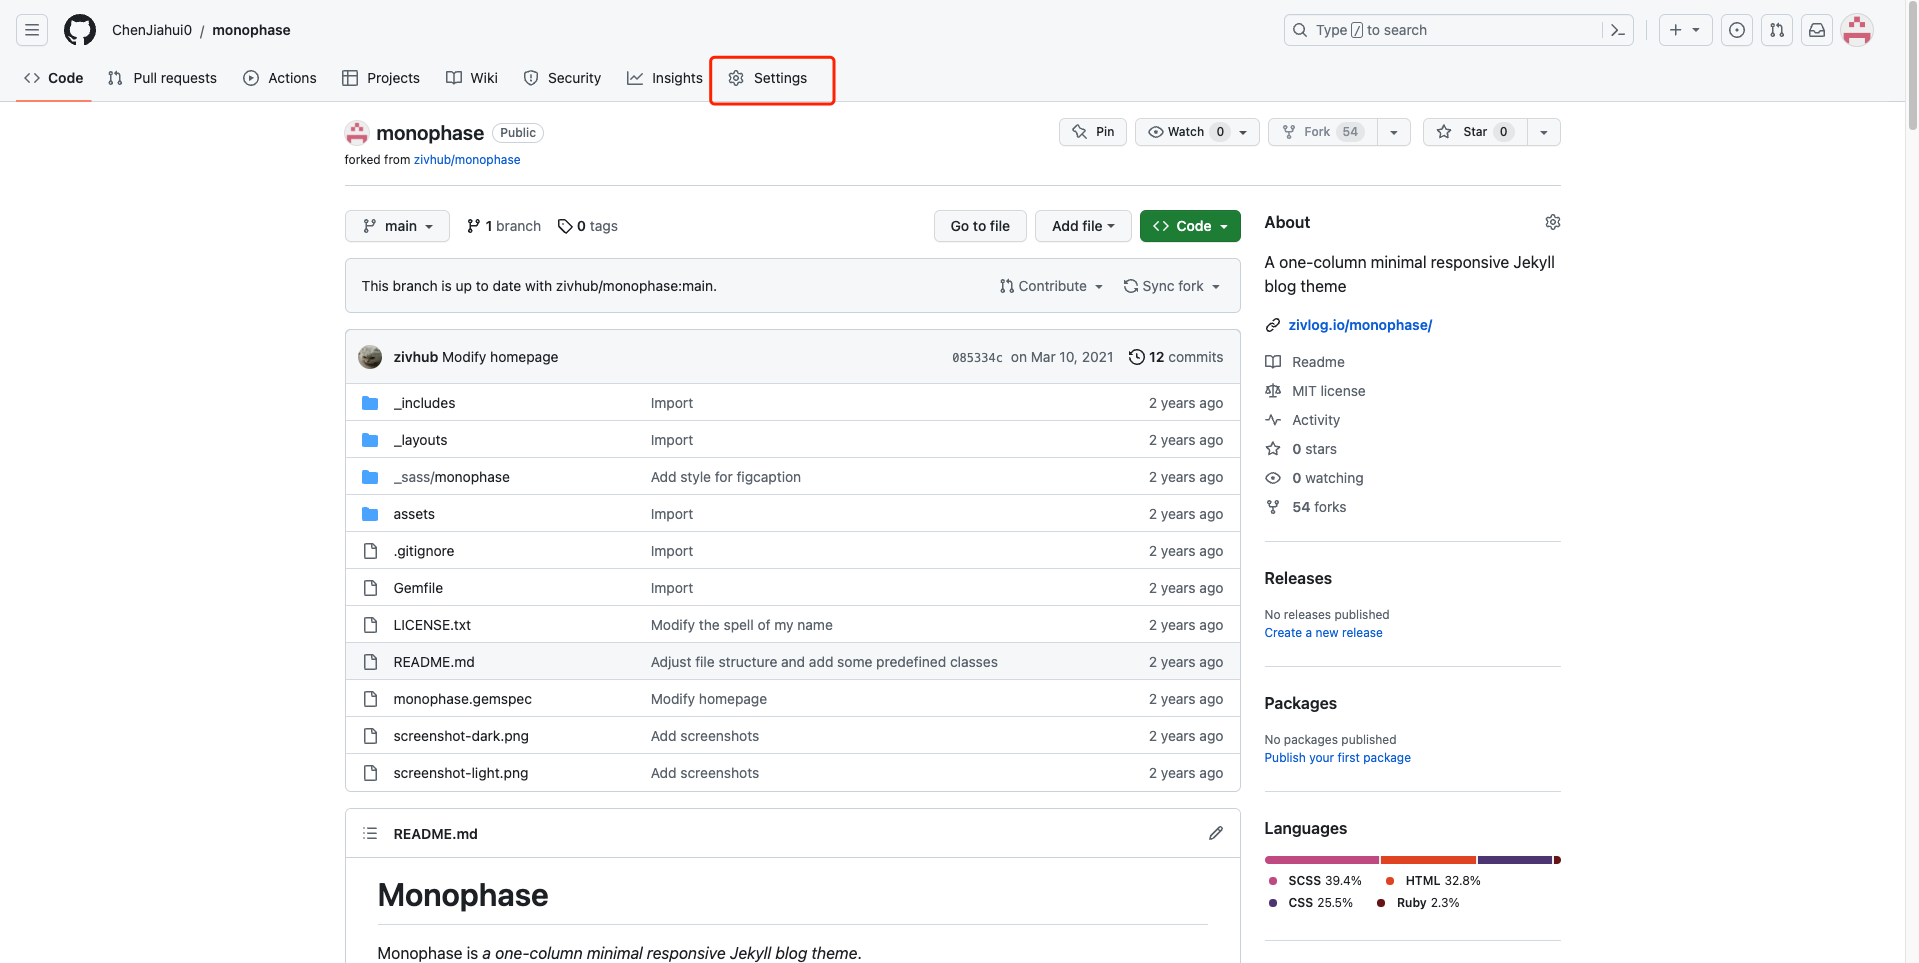 ChenJiahui0 / monophase
Type / to search
Code Pull requests Actions Projects Wiki Security Insights Settings
monophase Public
Pin Watch 0 Fork 54 Star 0
forked from zivhub/monophase
main 1 branch 0 tags Go to file Add file Code
This branch is up to date with zivhub/monophase:main. Contribute Sync fork
zivhub Modify homepage 085334c on Mar 10, 2021 12 commits
_includes Import 2 years ago
_layouts Import 2 years ago
_sass/monophase Add style for figcaption 2 years ago
assets Import 2 years ago
.gitignore Import 2 years ago
Gemfile Import 2 years ago
LICENSE.txt Modify the spell of my name 2 years ago
README.md Adjust file structure and add some predefined classes 2 years ago
monophase.gemspec Modify homepage 2 years ago
screenshot-dark.png Add screenshots 2 years ago
screenshot-light.png Add screenshots 2 years ago
README.md
Monophase
Monophase is a one-column minimal responsive Jekyll blog theme.
About
A one-column minimal responsive Jekyll
blog theme
zivlog.io/monophase/
Readme
MIT license
Activity
0 stars
0 watching
54 forks
Releases
No releases published
Create a new release
Packages
No packages published
Publish your first package
Languages
SCSS 39.4% HTML 32.8%
CSS 25.5% Ruby 2.3%